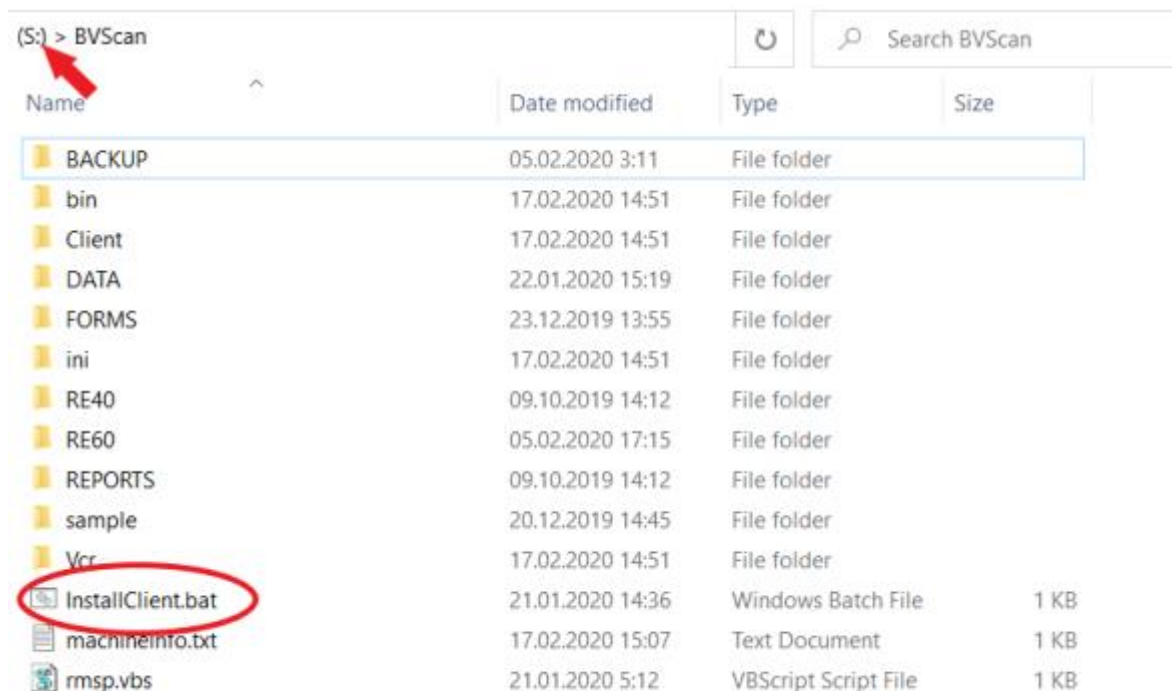 (S:) > BVScan Search BVScan
Name Date modified Type Size
BACKUP 05.02.2020 3:11 File folder
bin 17.02.2020 14:51 File folder
Client 17.02.2020 14:51 File folder
DATA 22.01.2020 15:19 File folder
FORMS 23.12.2019 13:55 File folder
ini 17.02.2020 14:51 File folder
RE40 09.10.2019 14:12 File folder
RE60 05.02.2020 17:15 File folder
REPORTS 09.10.2019 14:12 File folder
sample 20.12.2019 14:45 File folder
Vcr 17.02.2020 14:51 File folder
InstallClient.bat 21.01.2020 14:36 Windows Batch File 1 KB
machineinfo.txt 17.02.2020 15:07 Text Document 1 KB
rmsp.vbs 21.01.2020 5:12 VBScript Script File 1 KB